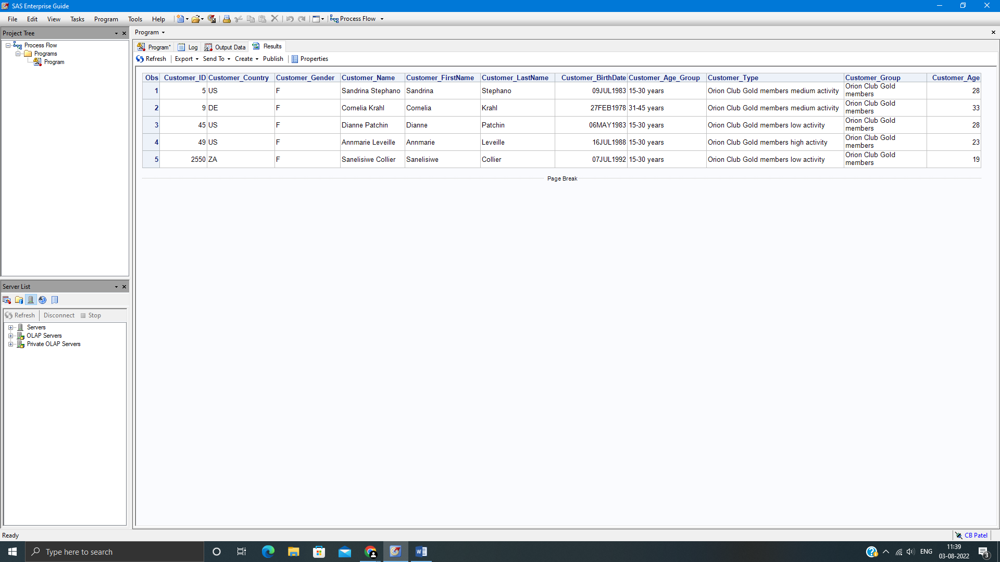 SAS Enterprise Guide
File Edit View Tasks Program Tools Help Process Flow
Project Tree
Process Flow
Programs
Program
Program
Program* Log Output Data Results
Refresh Export Send To Create Publish Properties
Obs Customer_ID Customer_Country Customer_Gender Customer_Name Customer_FirstName Customer_LastName Customer_BirthDate Customer_Age_Group Customer_Type Customer_Group Customer_Age
1 5 US F Sandrina Stephano Sandrina Stephano 09JUL1983 15-30 years Orion Club Gold members medium activity Orion Club Gold members 28
2 9 DE F Cornelia Krahl Cornelia Krahl 27FEB1978 31-45 years Orion Club Gold members medium activity Orion Club Gold members 33
3 45 US F Dianne Patchin Dianne Patchin 06MAY1983 15-30 years Orion Club Gold members low activity Orion Club Gold members 28
4 49 US F Annmarie Leveille Annmarie Leveille 16JUL1988 15-30 years Orion Club Gold members high activity Orion Club Gold members 23
5 2550 ZA F Sanelisiwe Collier Sanelisiwe Collier 07JUL1992 15-30 years Orion Club Gold members low activity Orion Club Gold members 19
Page Break
Server List
Refresh Disconnect Stop
Servers
OLAP Servers
Private OLAP Servers
Ready
CB Patel
Type here to search
ENG
11:39
03-08-2022
3